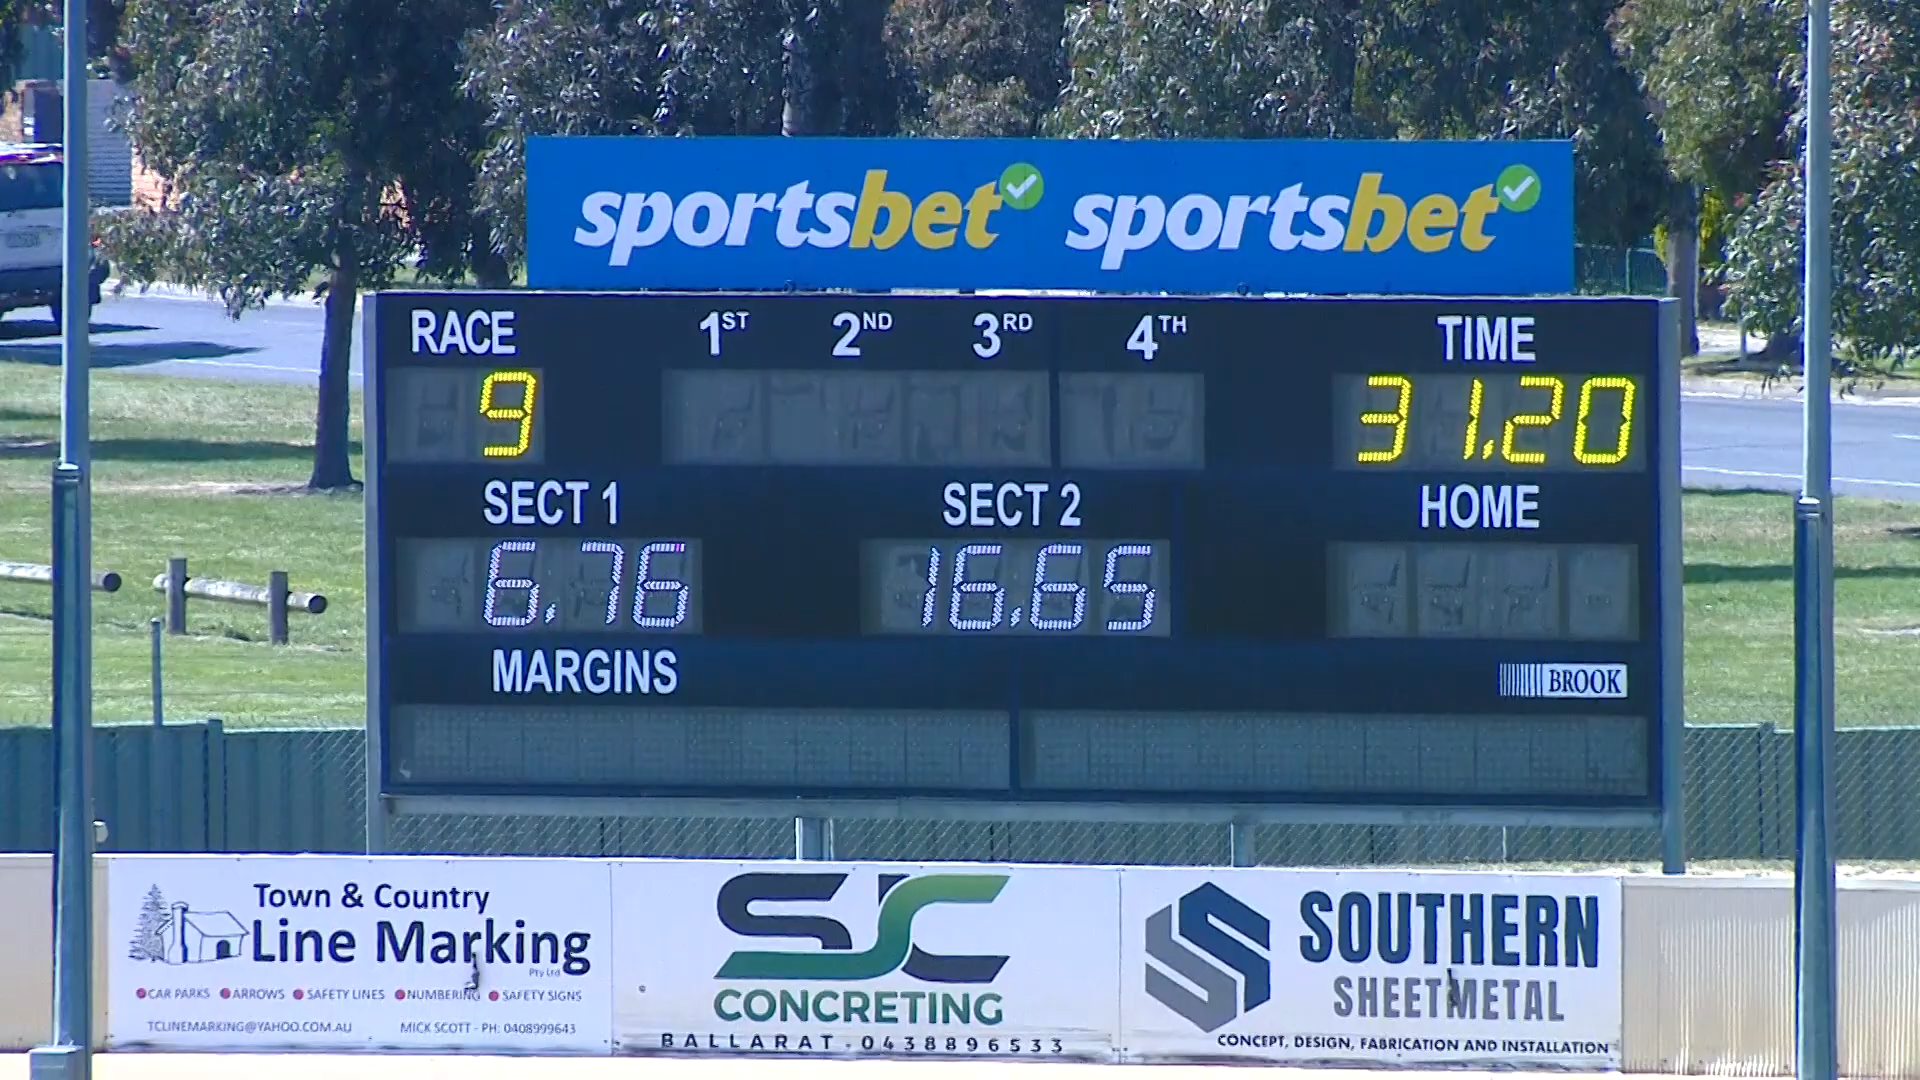 sportsbet sportsbet
RACE 1ST 2ND 3RD 4TH TIME
9 31.20
SECT 1 SECT 2 HOME
6.76 16.65
MARGINS
BROOK
Town & Country
Line Marking
Pty Ltd
CAR PARKS ARROWS SAFETY LINES NUMBERING SAFETY SIGNS
TCLINEMARKING@YAHOO.COM.AU MICK SCOTT - PH: 0408999643
SJC
CONCRETING
BALLARAT - 0438896533
SOUTHERN
SHEETMETAL
CONCEPT, DESIGN, FABRICATION AND INSTALLATION